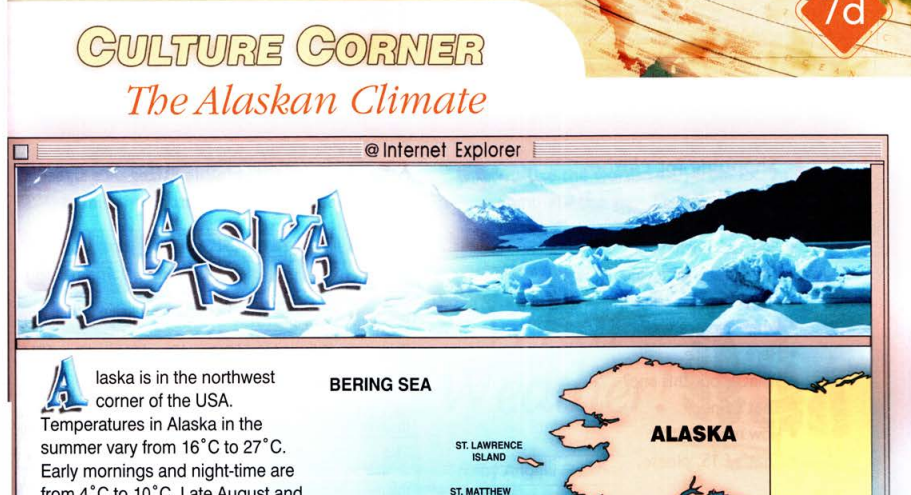 7d
CULTURE CORNER
The Alaskan Climate
@ Internet Explorer
ALASKA
Alaska is in the northwest
corner of the USA.
Temperatures in Alaska in the
summer vary from 16°C to 27°C.
Early mornings and night-time are
from 4°C to 10°C. Late August and
BERING SEA
ALASKA
ST. LAWRENCE
ISLAND
ST. MATTHEW